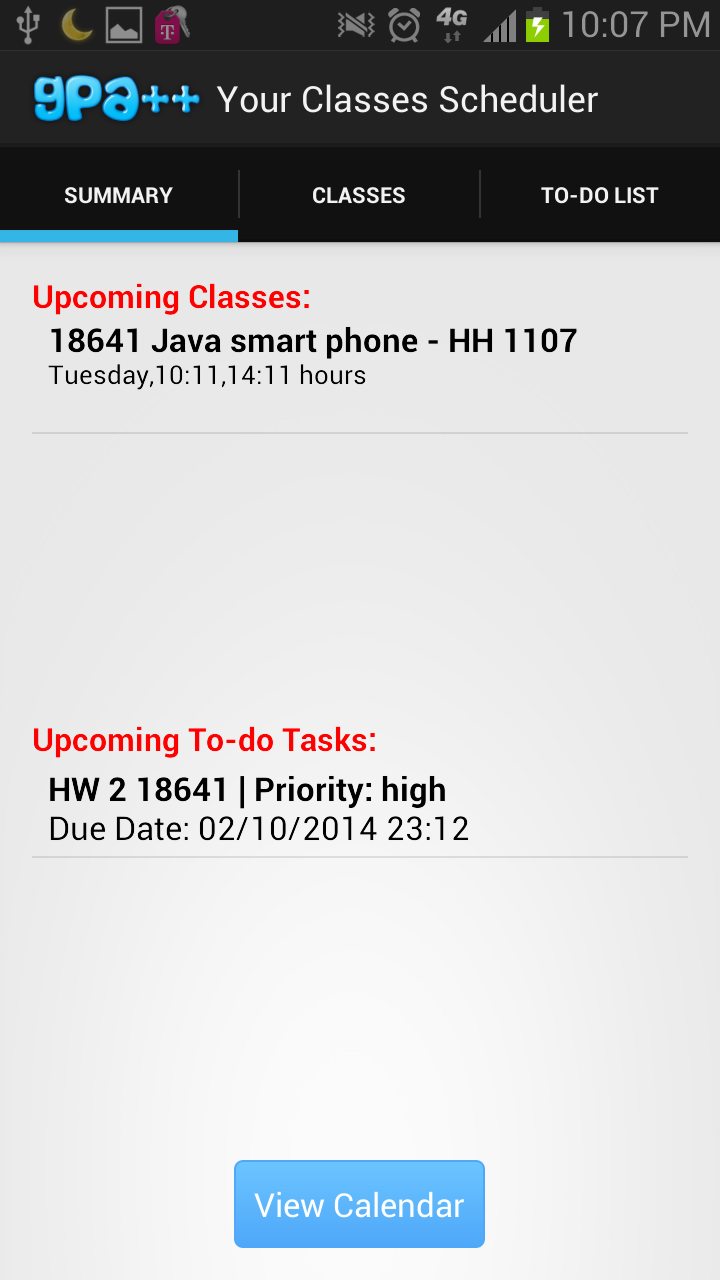 4G 10:07 PM
gpa++ Your Classes Scheduler
SUMMARY CLASSES TO-DO LIST
Upcoming Classes:
18641 Java smart phone - HH 1107
Tuesday,10:11,14:11 hours
Upcoming To-do Tasks:
HW 2 18641 | Priority: high
Due Date: 02/10/2014 23:12
View Calendar